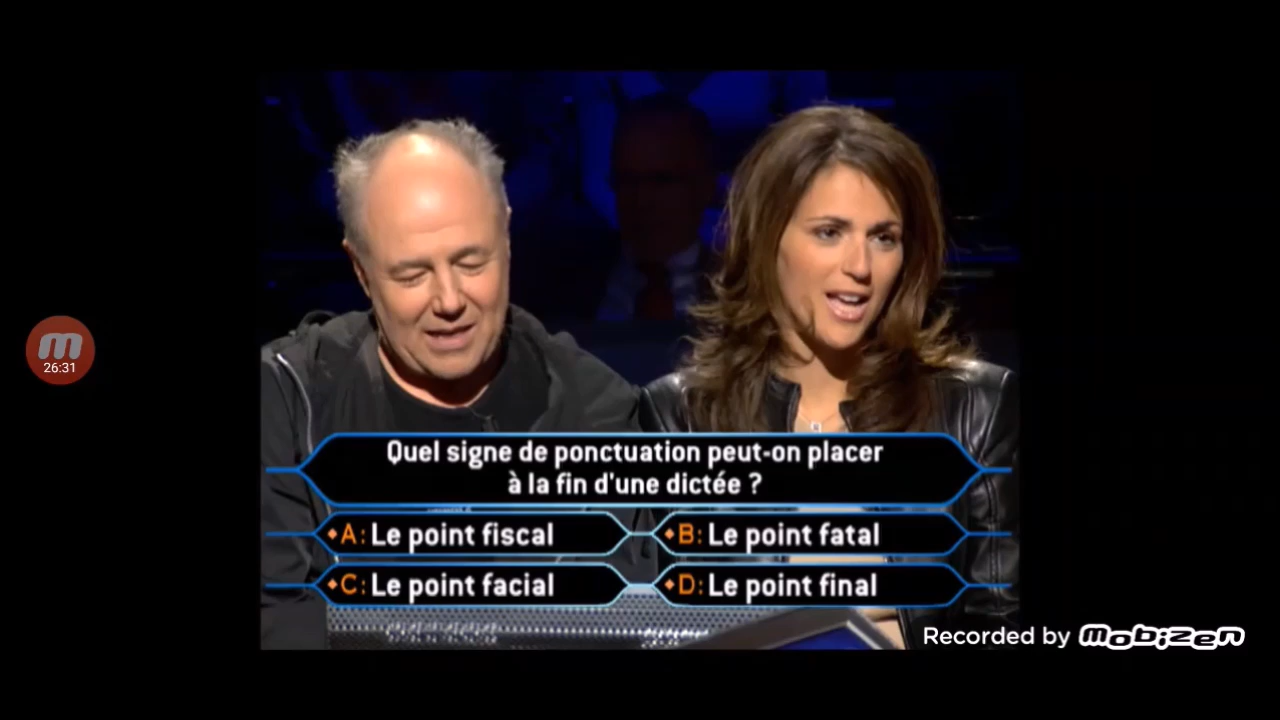 Quel signe de ponctuation peut-on placer
à la fin d'une dictée ?
A: Le point fiscal
B: Le point fatal
C: Le point facial
D: Le point final
m
26:31
Recorded by mobizen